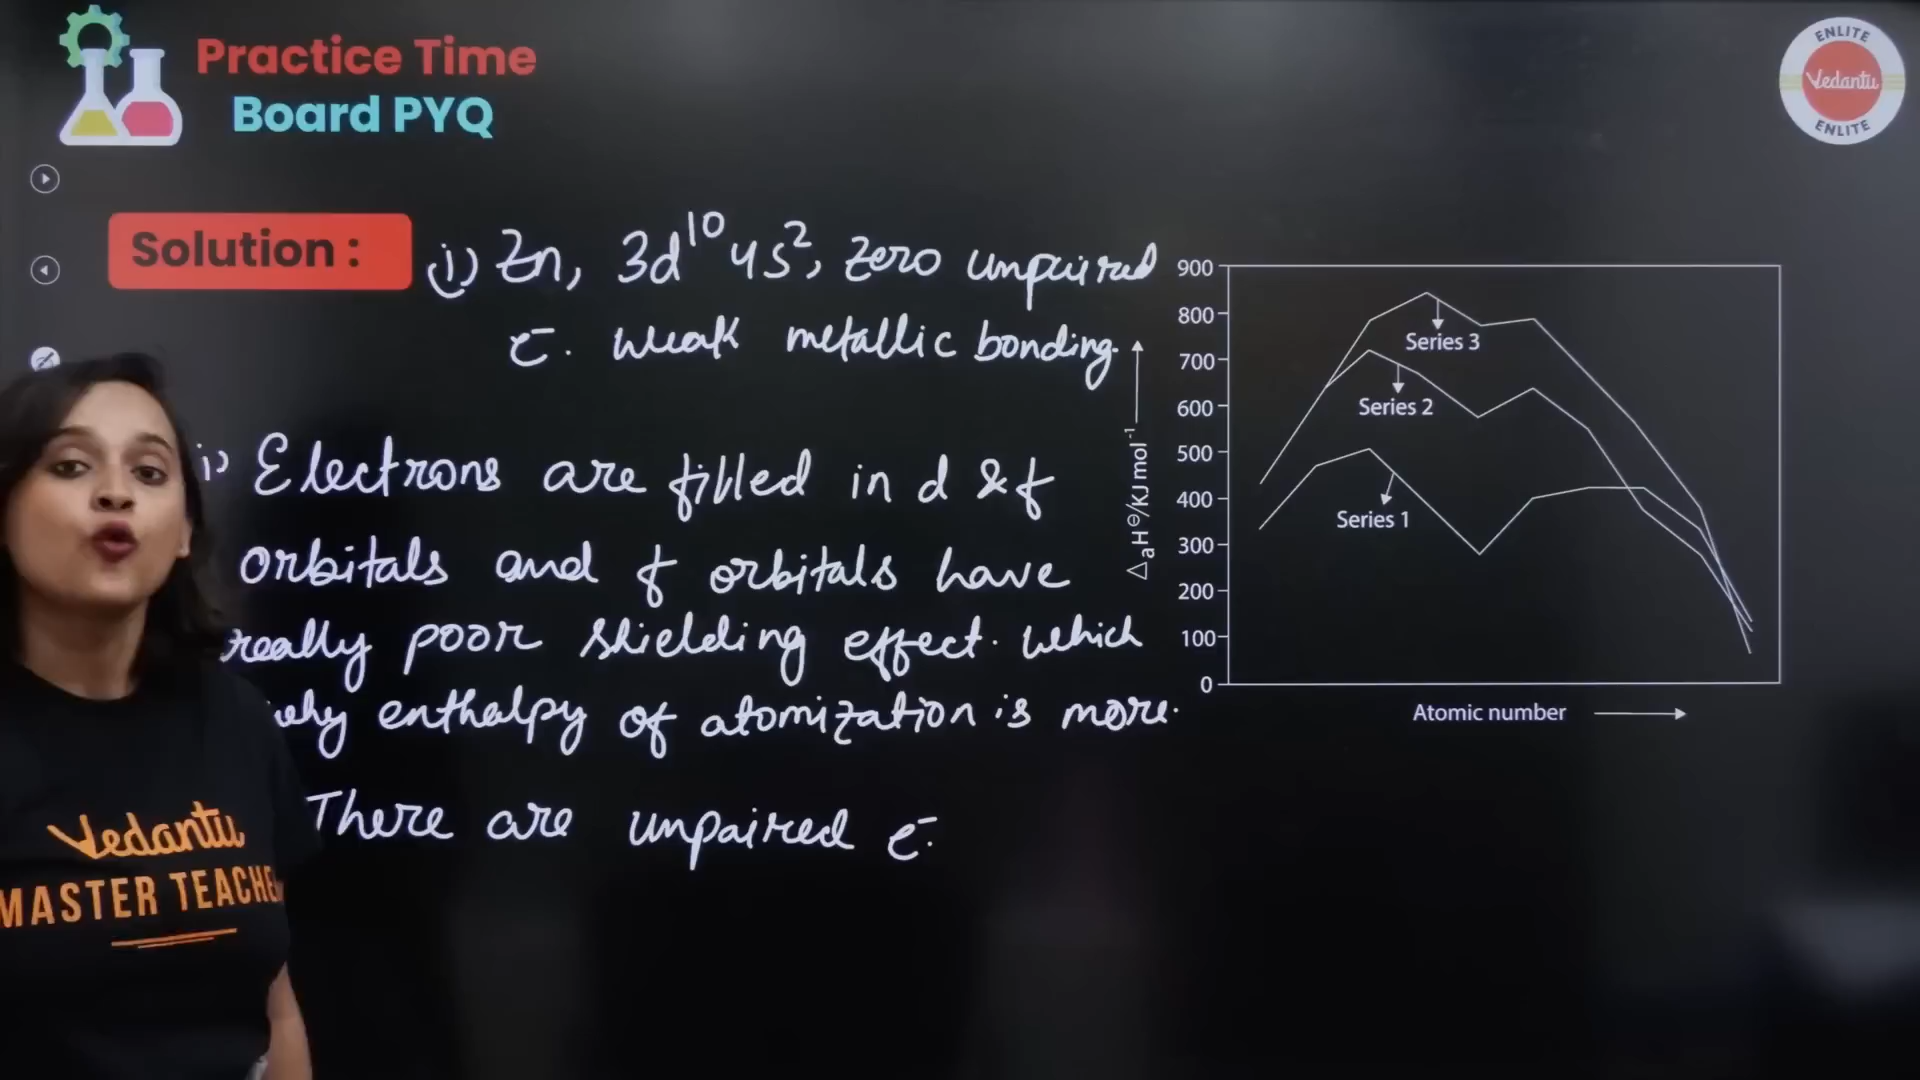 Practice Time
Board PYQ
ENLITE
Vedantu
ENLITE
Solution :
(i) Zn, 3d¹⁰ 4s², zero unpaired
e⁻. weak metallic bonding.
i) Electrons are filled in d & f
orbitals and f orbitals have
really poor shielding effect. which
why enthalpy of atomization is more.
There are unpaired e⁻.
900
800
700
600
500
400
300
200
100
0
ΔaH⊖/KJ mol⁻¹
Series 3
Series 2
Series 1
Atomic number
Vedantu
MASTER TEACHE